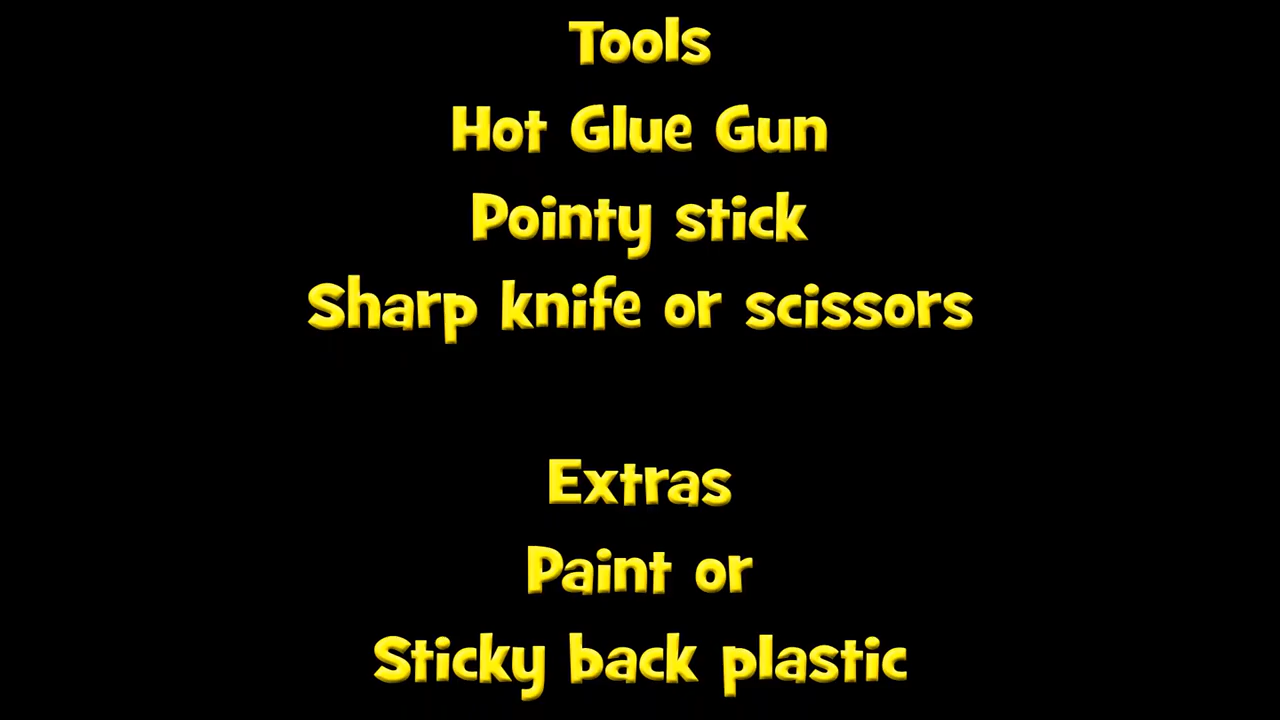 Tools
Hot Glue Gun
Pointy stick
Sharp knife or scissors
Extras
Paint or
Sticky back plastic